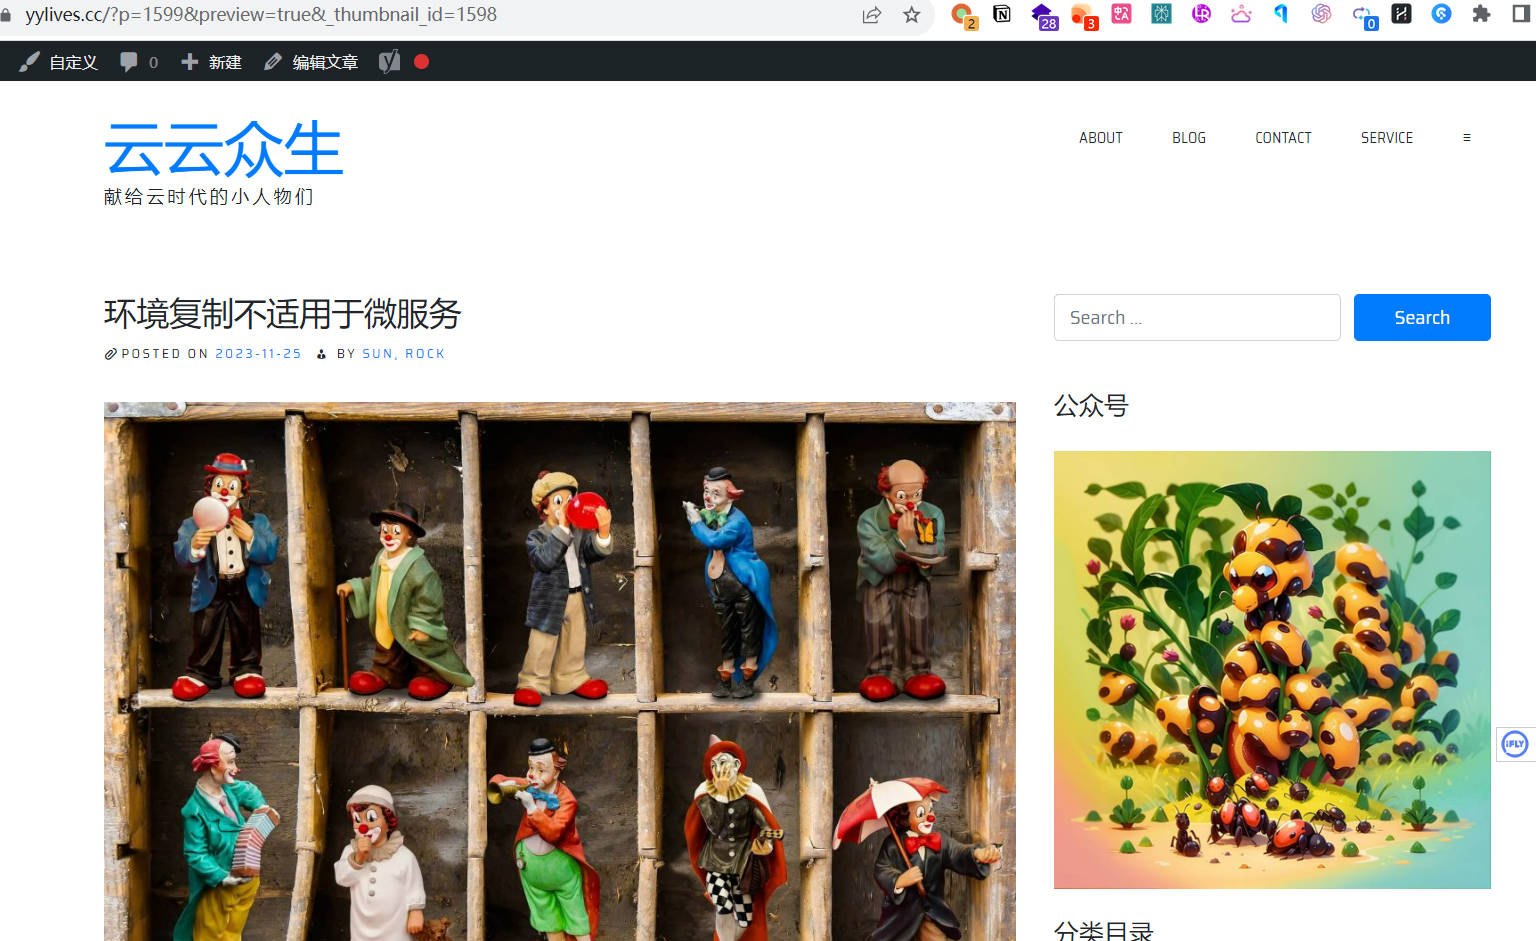 yylives.cc/?p=1599&preview=true&_thumbnail_id=1598
2
28
3
0
自定义
0
新建
编辑文章
云云众生
献给云时代的小人物们
ABOUT
BLOG
CONTACT
SERVICE
环境复制不适用于微服务
POSTED ON 2023-11-25 BY SUN, ROCK
Search …
Search
公众号
iFLY
分类目录